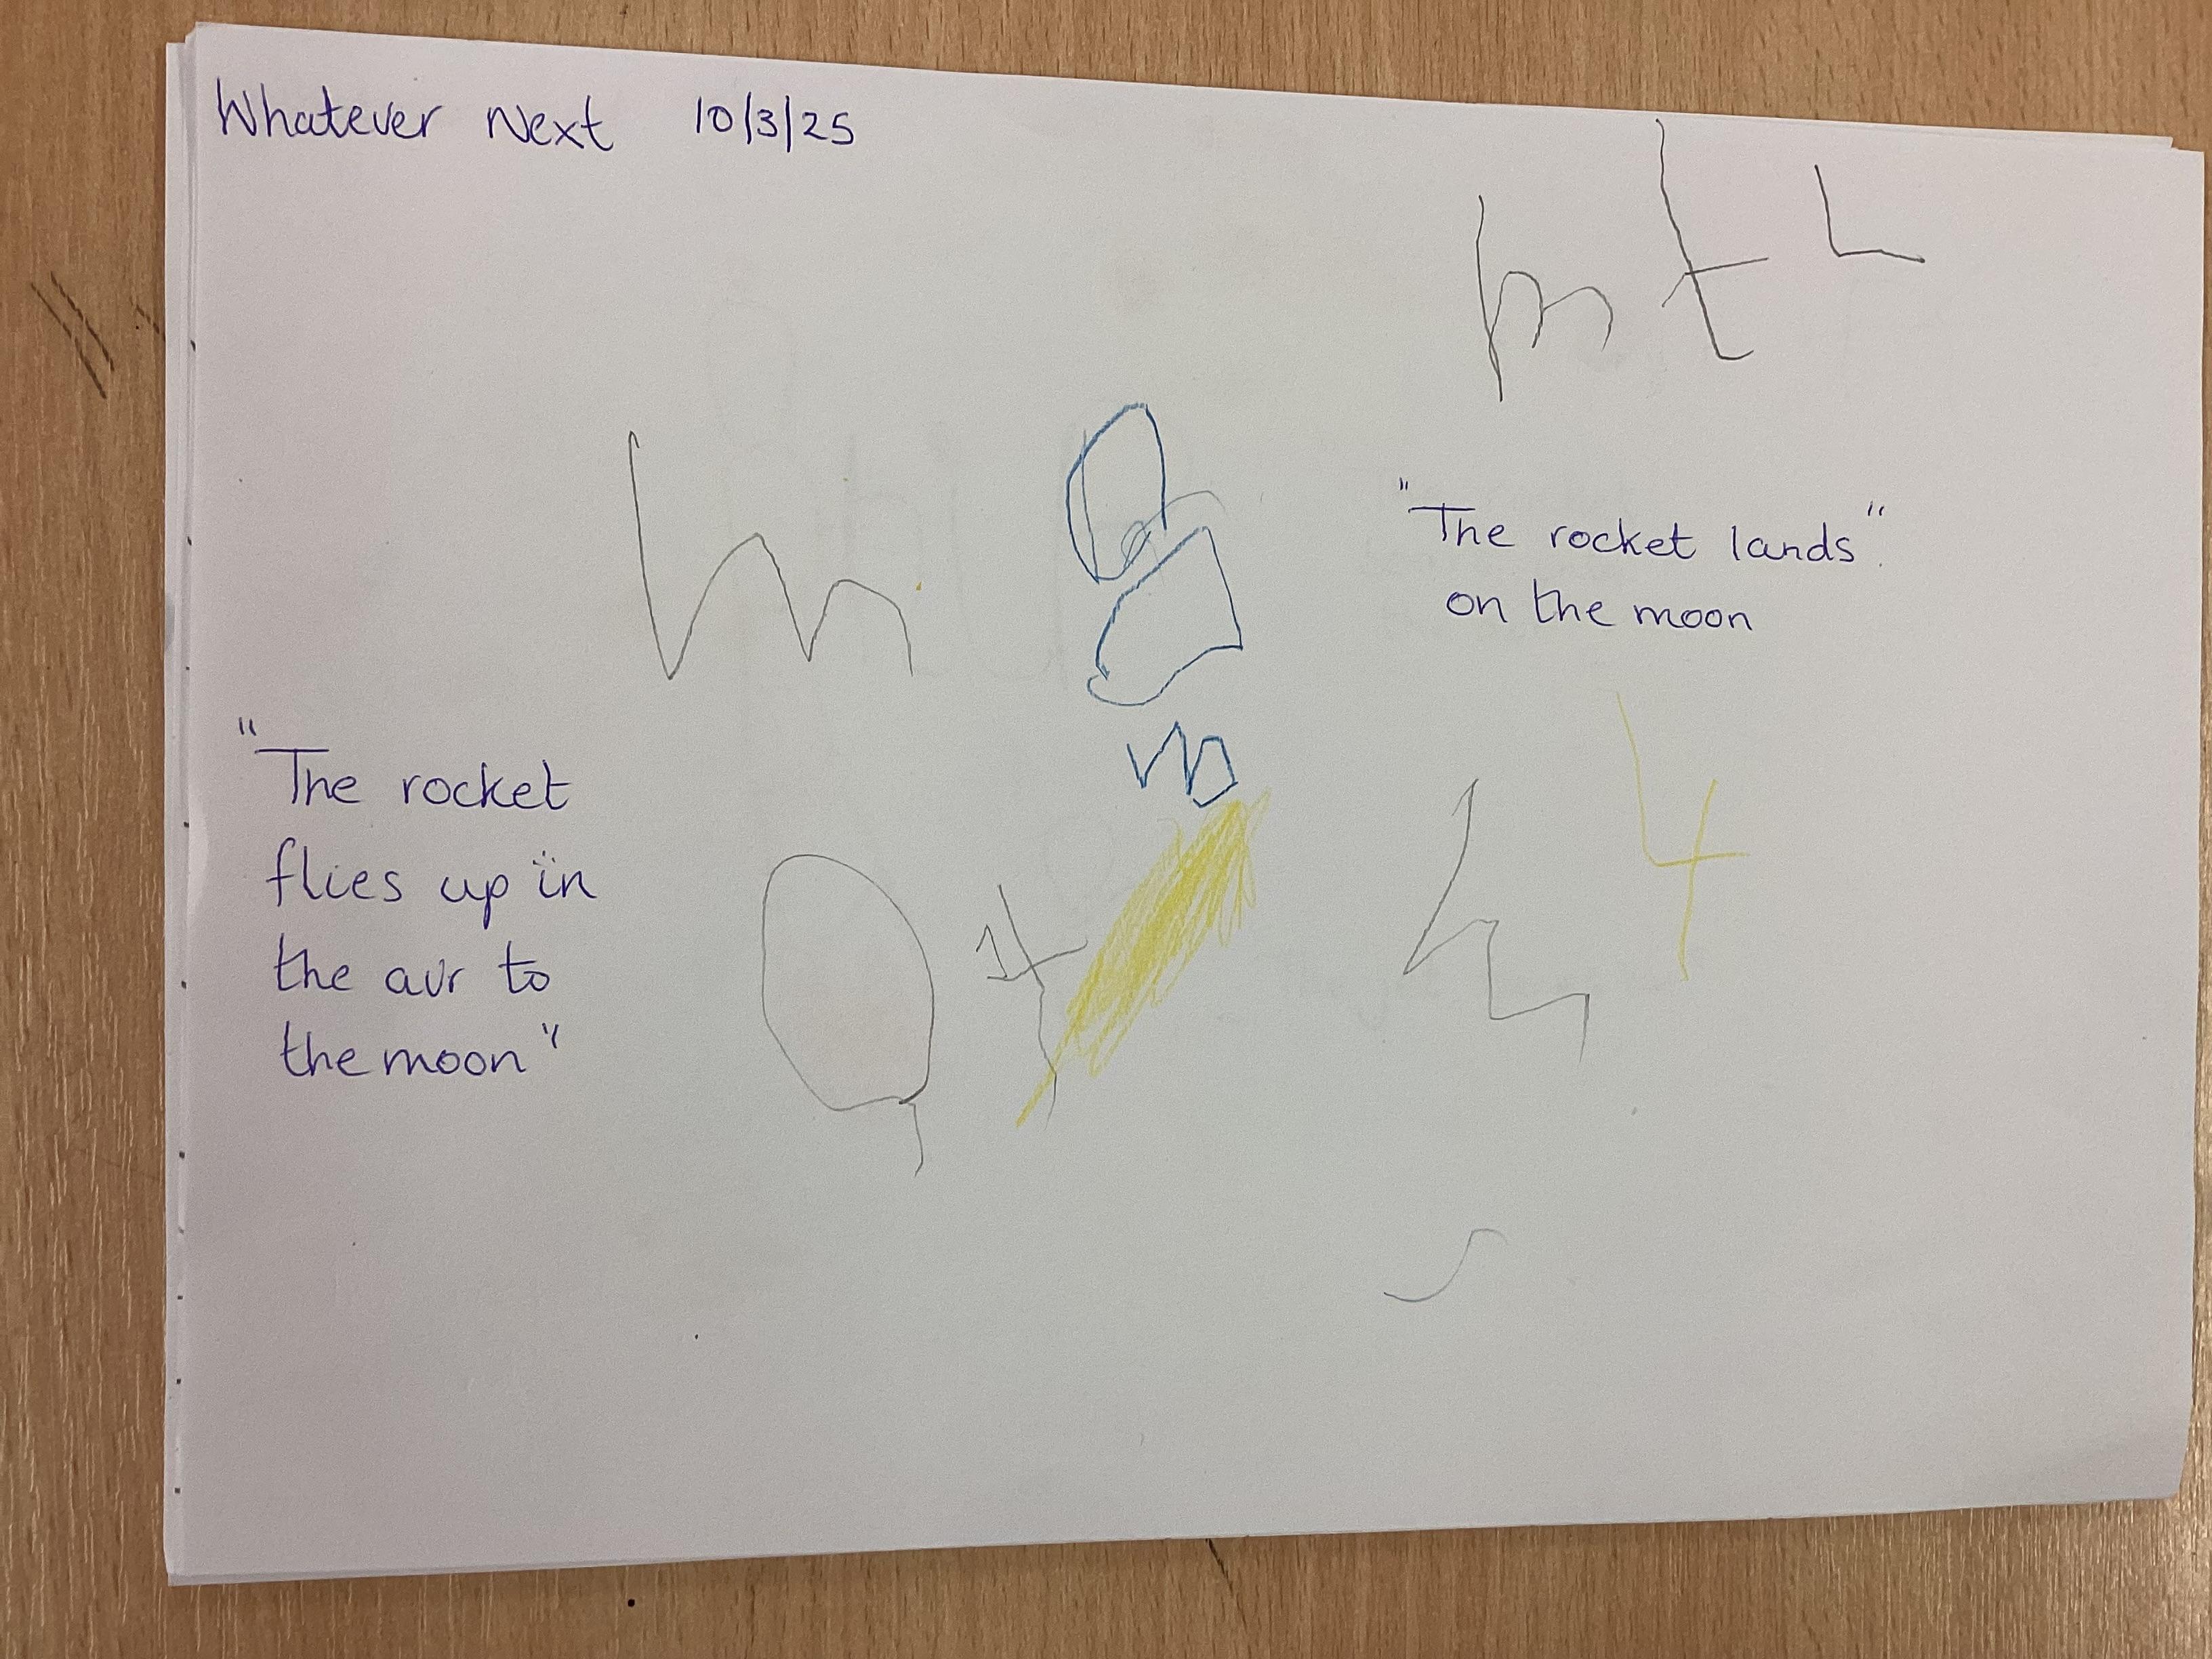 Whatever Next 10/3/25
m t L
"The rocket lands".
on the moon
"The rocket
flies up in
the air to
the moon"